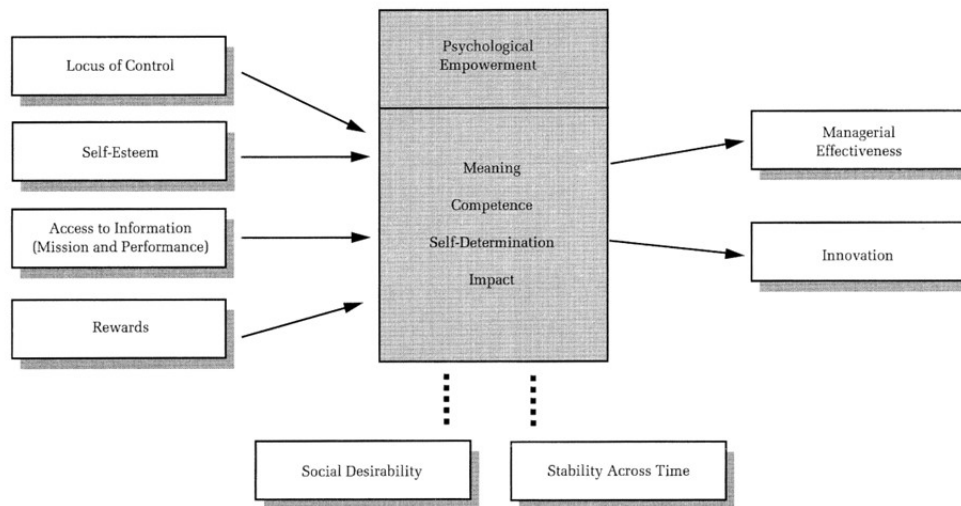 Locus of Control
Self-Esteem
Access to Information
(Mission and Performance)
Rewards
Psychological
Empowerment
Meaning
Competence
Self-Determination
Impact
Managerial
Effectiveness
Innovation
Social Desirability
Stability Across Time